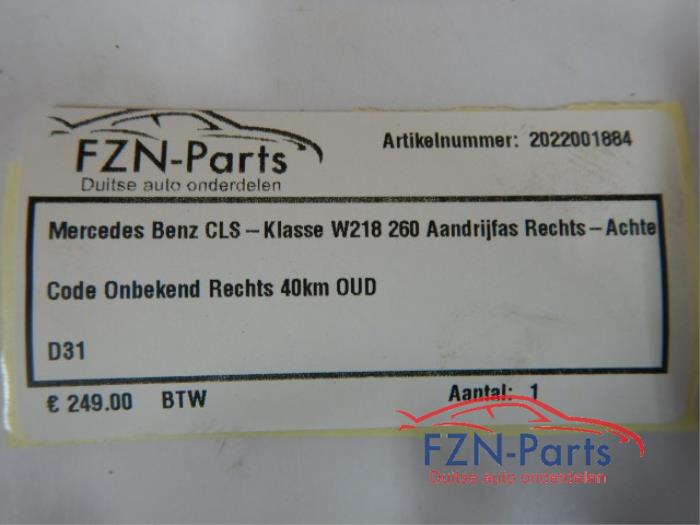 FZN-Parts
Duitse auto onderdelen
Artikelnummer: 2022001884
Mercedes Benz CLS-Klasse W218 260 Aandrijfas Rechts-Achte
Code Onbekend Rechts 40km OUD
D31
€ 249.00 BTW
Aantal: 1
FZN-Parts
Duitse auto onderdelen